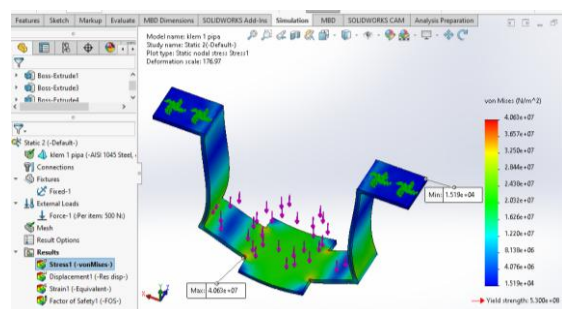 Features Sketch Markup Evaluate MBD Dimensions SOLIDWORKS Add-Ins Simulation MBD SOLIDWORKS CAM Analysis Preparation
Model name: klem 1 pipa
Study name: Static 2(-Default-)
Plot type: Static nodal stress Stress1
Deformation scale: 176.97
Boss-Extrude1
Boss-Extrude3
Boss-Extrude4
Static 2 (-Default-)
klem 1 pipa (-AISI 1045 Steel,
Connections
Fixtures
Fixed-1
External Loads
Force-1 (:Per item: 500 N:)
Mesh
Result Options
Results
Stress1 (-vonMises-)
Displacement1 (-Res disp-)
Strain1 (-Equivalent-)
Factor of Safety1 (-FOS-)
Min: 1.519e+04
Max: 4.063e+07
von Mises (N/m^2)
4.063e+07
3.657e+07
3.250e+07
2.844e+07
2.438e+07
2.032e+07
1.626e+07
1.220e+07
8.138e+06
4.076e+06
1.519e+04
Yield strength: 5.300e+08